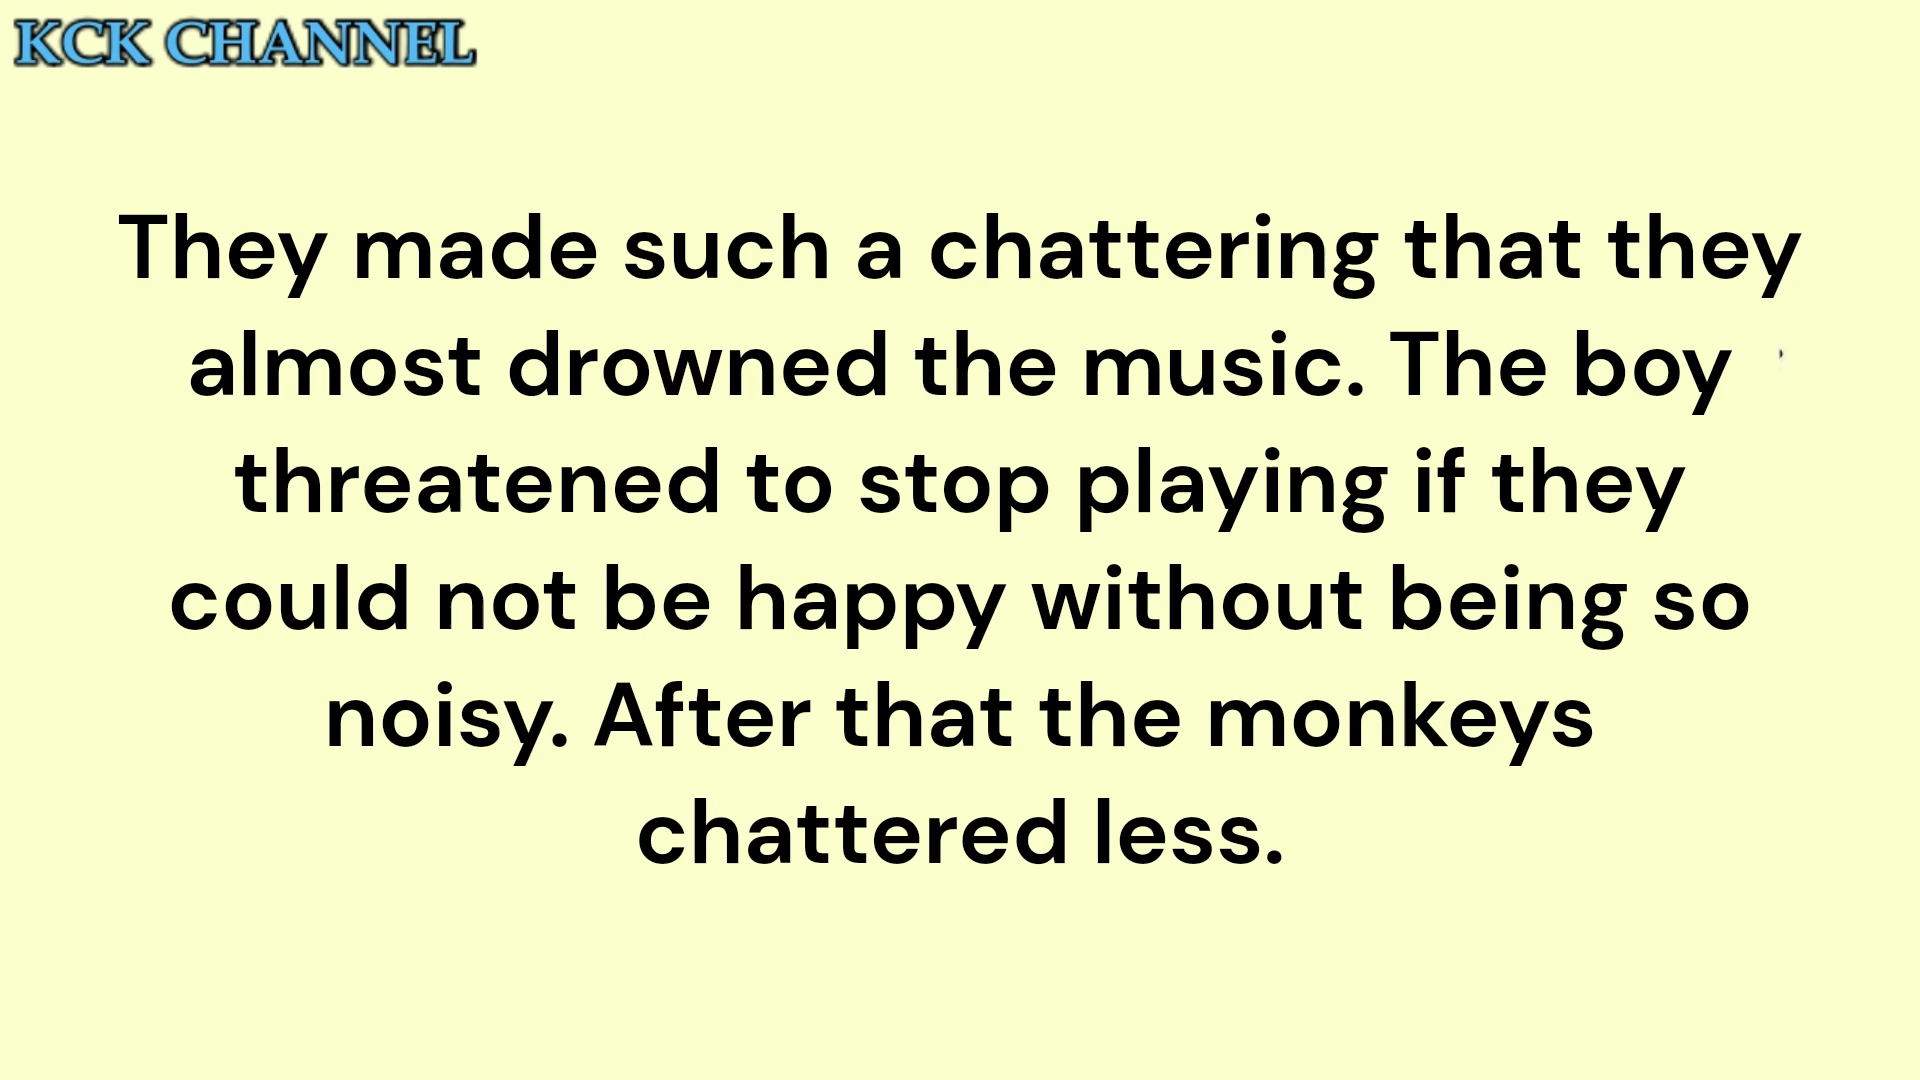 KCK CHANNEL
They made such a chattering that they
almost drowned the music. The boy
threatened to stop playing if they
could not be happy without being so
noisy. After that the monkeys
chattered less.